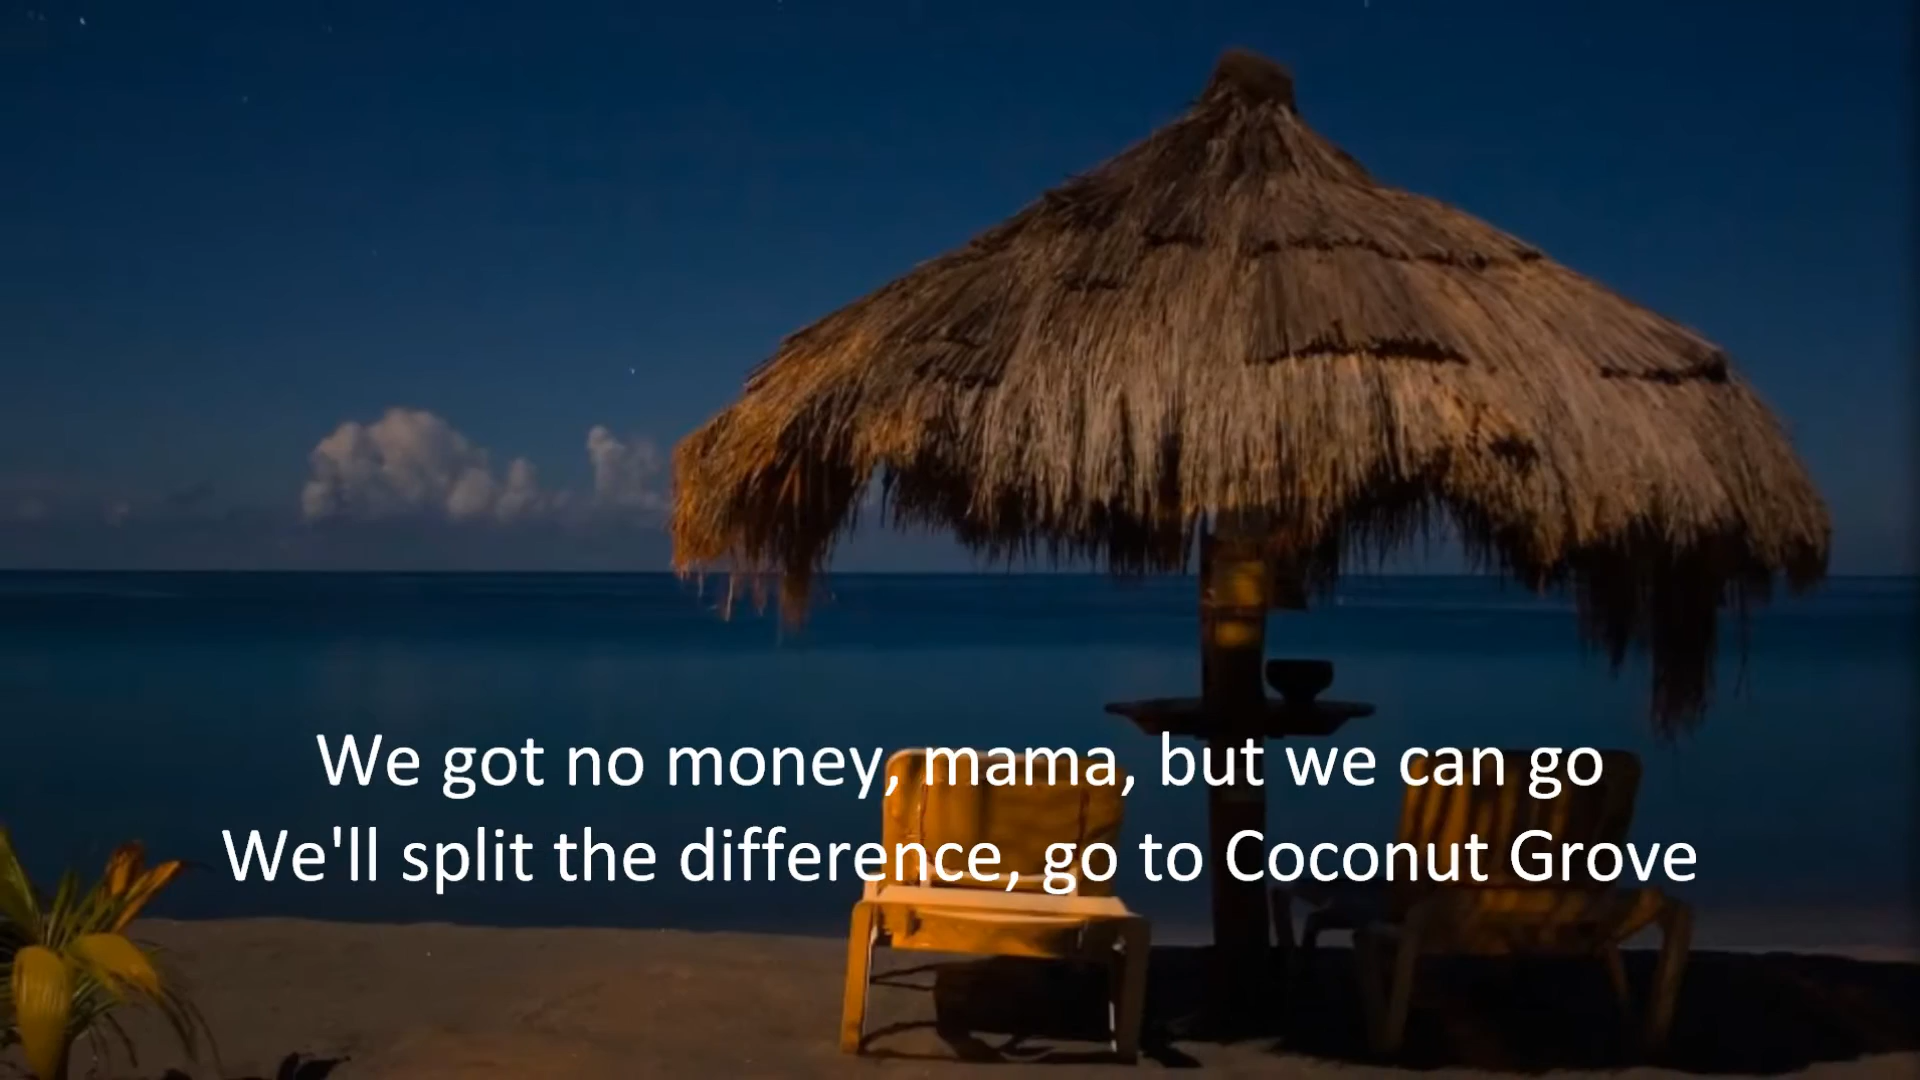 We got no money, mama, but we can go
We'll split the difference, go to Coconut Grove